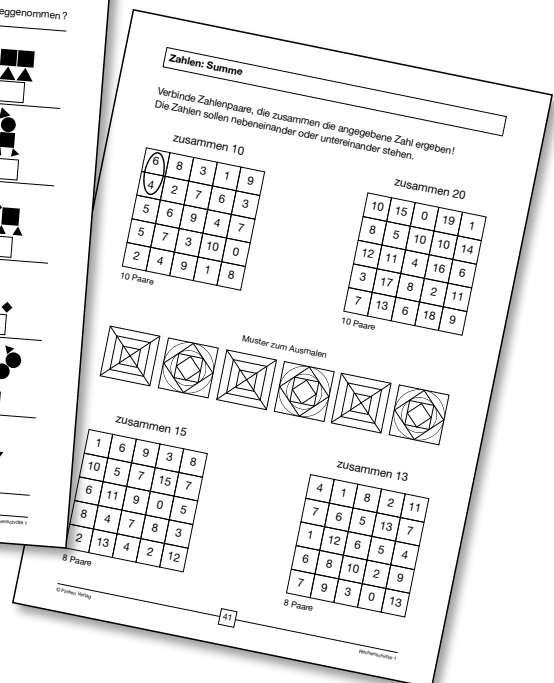 eggenommen?
Zahlen: Summe
Verbinde Zahlenpaare, die zusammen die angegebene Zahl ergeben!
Die Zahlen sollen nebeneinander oder untereinander stehen.
zusammen 10
6 8 3 1 9
4 2 7 6 3
5 6 9 4 7
5 7 3 10 0
2 4 9 1 8
10 Paare
zusammen 20
10 15 0 19 1
8 5 10 10 14
12 11 4 16 6
3 17 8 2 11
7 13 6 18 9
10 Paare
Muster zum Ausmalen
zusammen 15
1 6 9 3 8
10 5 7 15 7
6 11 9 0 5
8 4 7 8 3
2 13 4 2 12
8 Paare
zusammen 13
4 1 8 2 11
7 6 5 13 7
1 12 6 5 4
6 8 10 2 9
7 9 3 0 13
8 Paare
© Finken Verlag
41
Rechenschritte 1